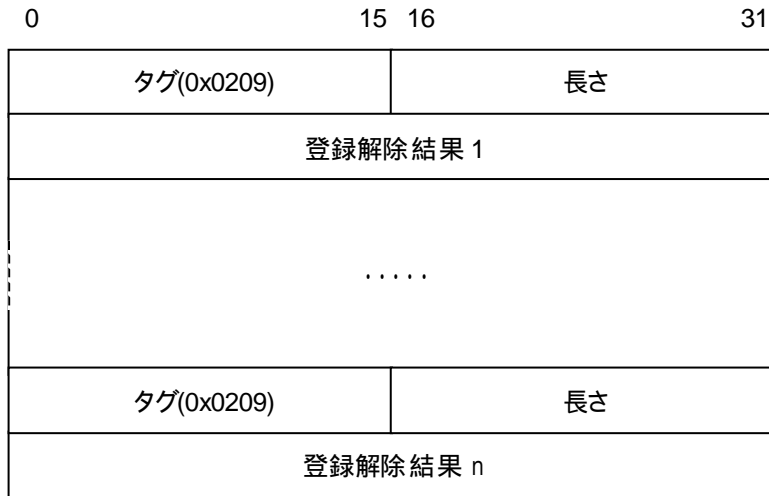 0 15 16 31
タグ(0x0209) 長さ
登録解除結果 1
. . . . .
タグ(0x0209) 長さ
登録解除結果 n